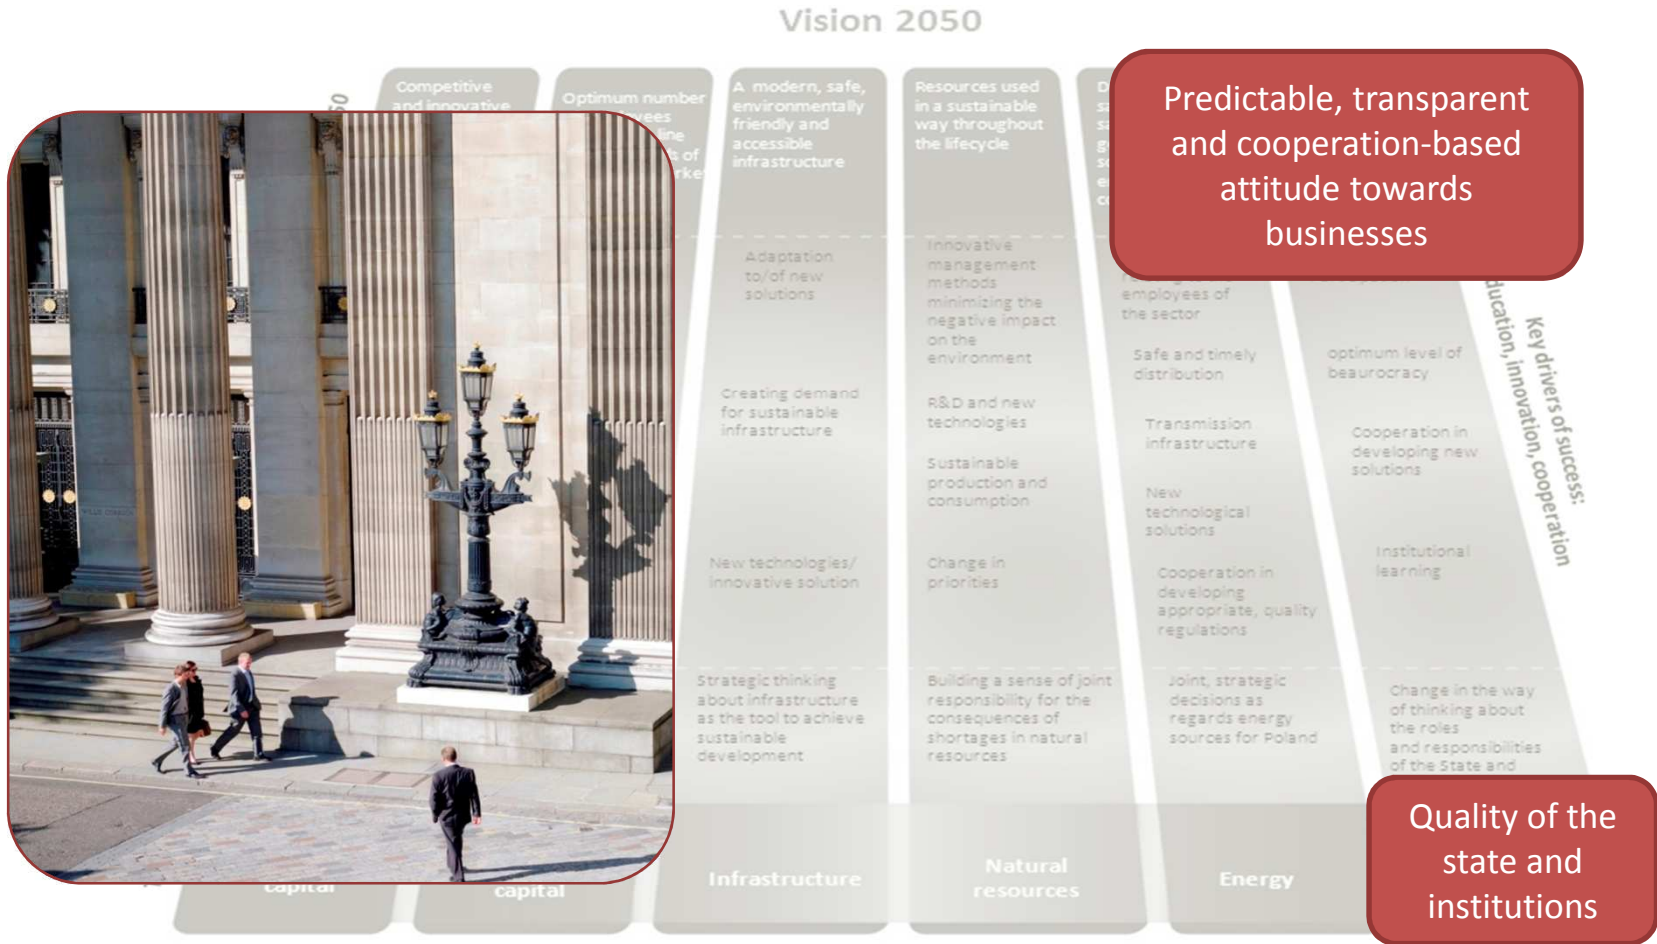 Vision 2050
Competitive
and innovative
Optimum number
A modern, safe,
environmentally
friendly and
accessible
infrastructure
Resources used
in a sustainable
way throughout
the lifecycle
Predictable, transparent
and cooperation-based
attitude towards
businesses
Adaptation
to/of new
solutions
Creating demand
for sustainable
infrastructure
New technologies/
innovative solution
Strategic thinking
about infrastructure
as the tool to achieve
sustainable
development
Innovative
management
methods
minimizing the
negative impact
on the
environment
R&D and new
technologies
Sustainable
production and
consumption
Change in
priorities
Building a sense of joint
responsibility for the
consequences of
shortages in natural
resources
employees of
the sector
Safe and timely
distribution
Transmission
infrastructure
New
technological
solutions
Cooperation in
developing
appropriate, quality
regulations
Joint, strategic
decisions as
regards energy
sources for Poland
optimum level of
beaurocracy
Cooperation in
developing new
solutions
Institutional
learning
Change in the way
of thinking about
the roles
and responsibilities
of the State and
Key drivers of success:
education, innovation, cooperation
capital
capital
Infrastructure
Natural
resources
Energy
Quality of the
state and
institutions